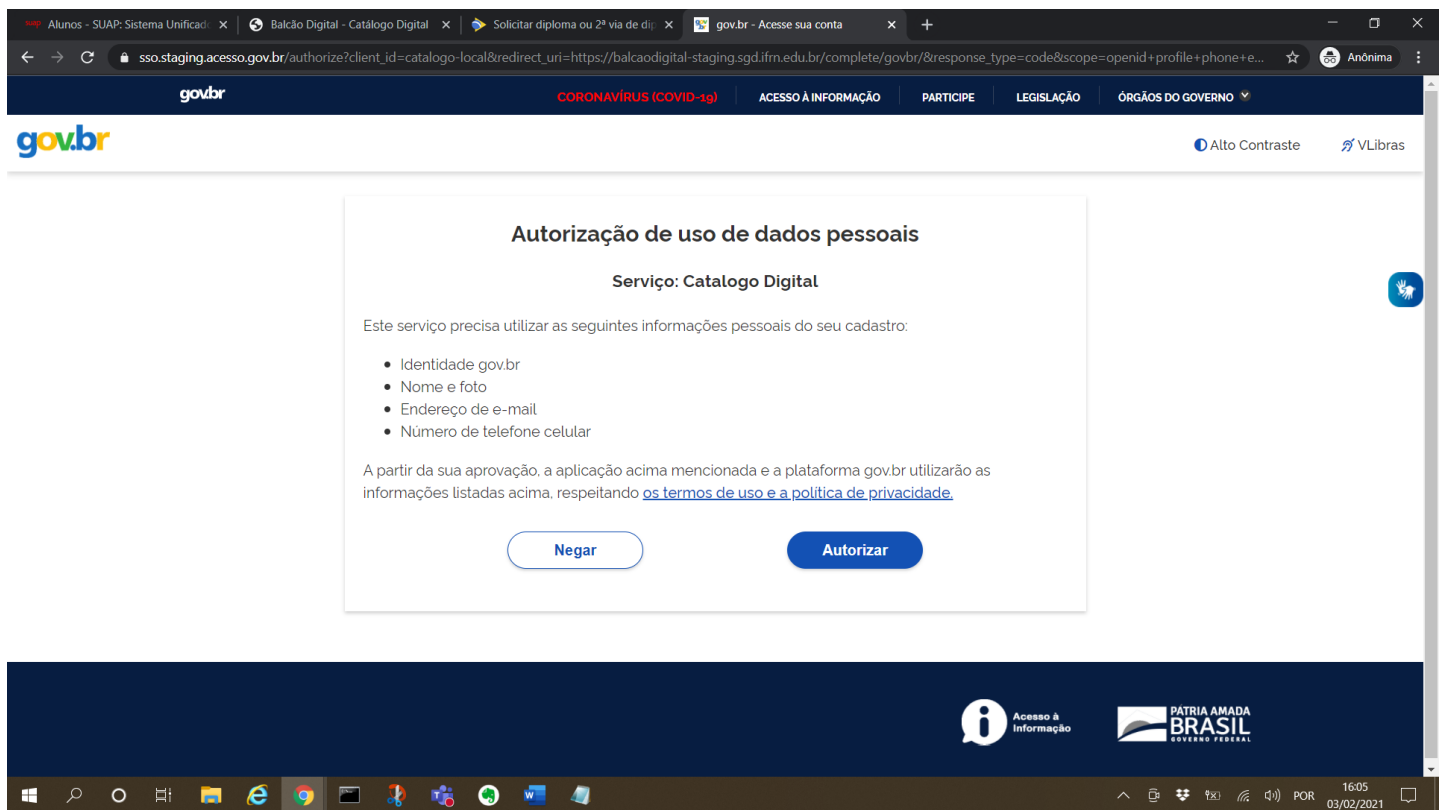 Alunos - SUAP: Sistema Unificad
Balcão Digital - Catálogo Digital
Solicitar diploma ou 2ª via de dip
gov.br - Acesse sua conta
sso.staging.acesso.gov.br/authorize?client_id=catalogo-local&redirect_uri=https://balcaodigital-staging.sgd.ifrn.edu.br/complete/govbr/&response_type=code&scope=openid+profile+phone+e...
Anônima
gov.br
CORONAVÍRUS (COVID-19)
ACESSO À INFORMAÇÃO
PARTICIPE
LEGISLAÇÃO
ÓRGÃOS DO GOVERNO
gov.br
Alto Contraste
VLibras
Autorização de uso de dados pessoais
Serviço: Catalogo Digital
Este serviço precisa utilizar as seguintes informações pessoais do seu cadastro:
Identidade gov.br
Nome e foto
Endereço de e-mail
Número de telefone celular
A partir da sua aprovação, a aplicação acima mencionada e a plataforma gov.br utilizarão as
informações listadas acima, respeitando os termos de uso e a política de privacidade.
Negar
Autorizar
Acesso à
Informação
PÁTRIA AMADA
BRASIL
GOVERNO FEDERAL
POR
16:05
03/02/2021